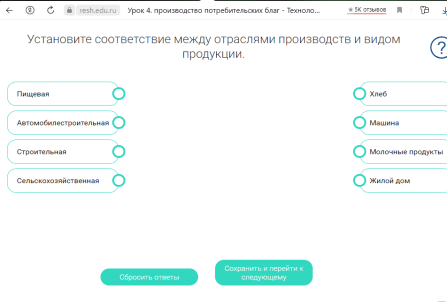 resh.edu.ru Урок 4. производство потребительских благ - Техноло... ★ 5К отзывов
Установите соответствие между отраслями производств и видом
продукции.
?
Пищевая
Хлеб
Автомобилестроительная
Машина
Строительная
Молочные продукты
Сельскохозяйственная
Жилой дом
Сбросить ответы
Сохранить и перейти к
следующему